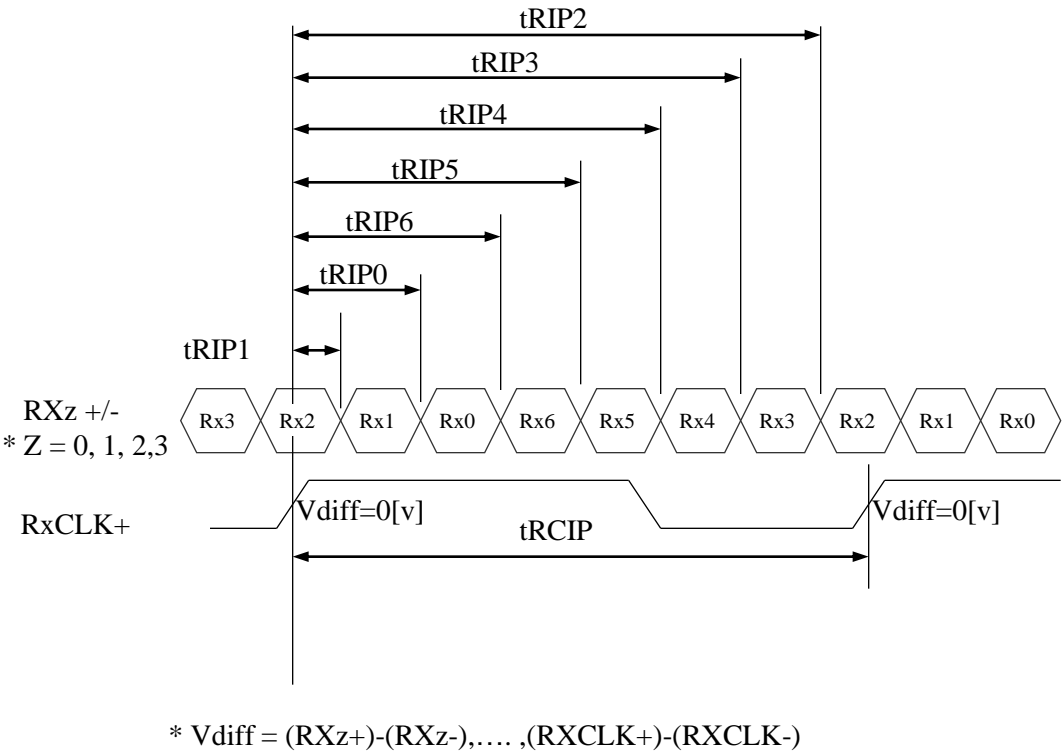 tRIP2
tRIP3
tRIP4
tRIP5
tRIP6
tRIP0
tRIP1
RXz +/-
* Z = 0, 1, 2,3
Rx3 Rx2 Rx1 Rx0 Rx6 Rx5 Rx4 Rx3 Rx2 Rx1 Rx0
RxCLK+
Vdiff=0[v] Vdiff=0[v]
tRCIP
* Vdiff = (RXz+)-(RXz-),…. ,(RXCLK+)-(RXCLK-)